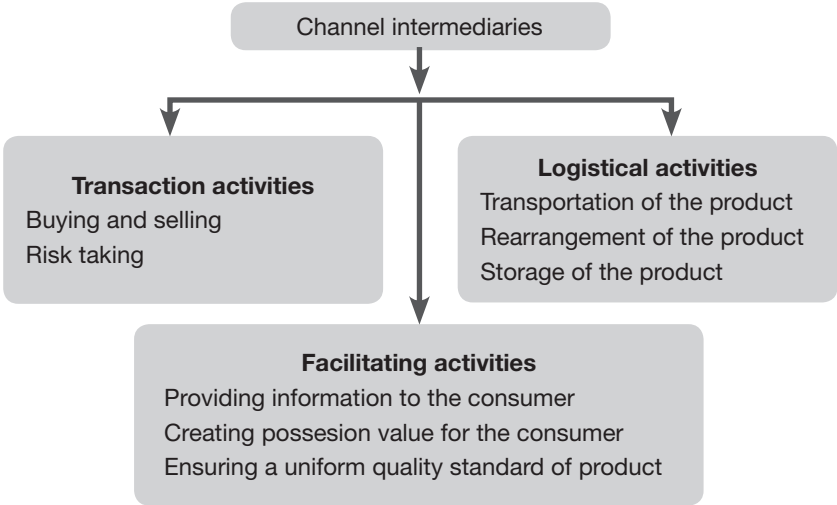 Channel intermediaries
Transaction activities
Buying and selling
Risk taking
Logistical activities
Transportation of the product
Rearrangement of the product
Storage of the product
Facilitating activities
Providing information to the consumer
Creating possesion value for the consumer
Ensuring a uniform quality standard of product